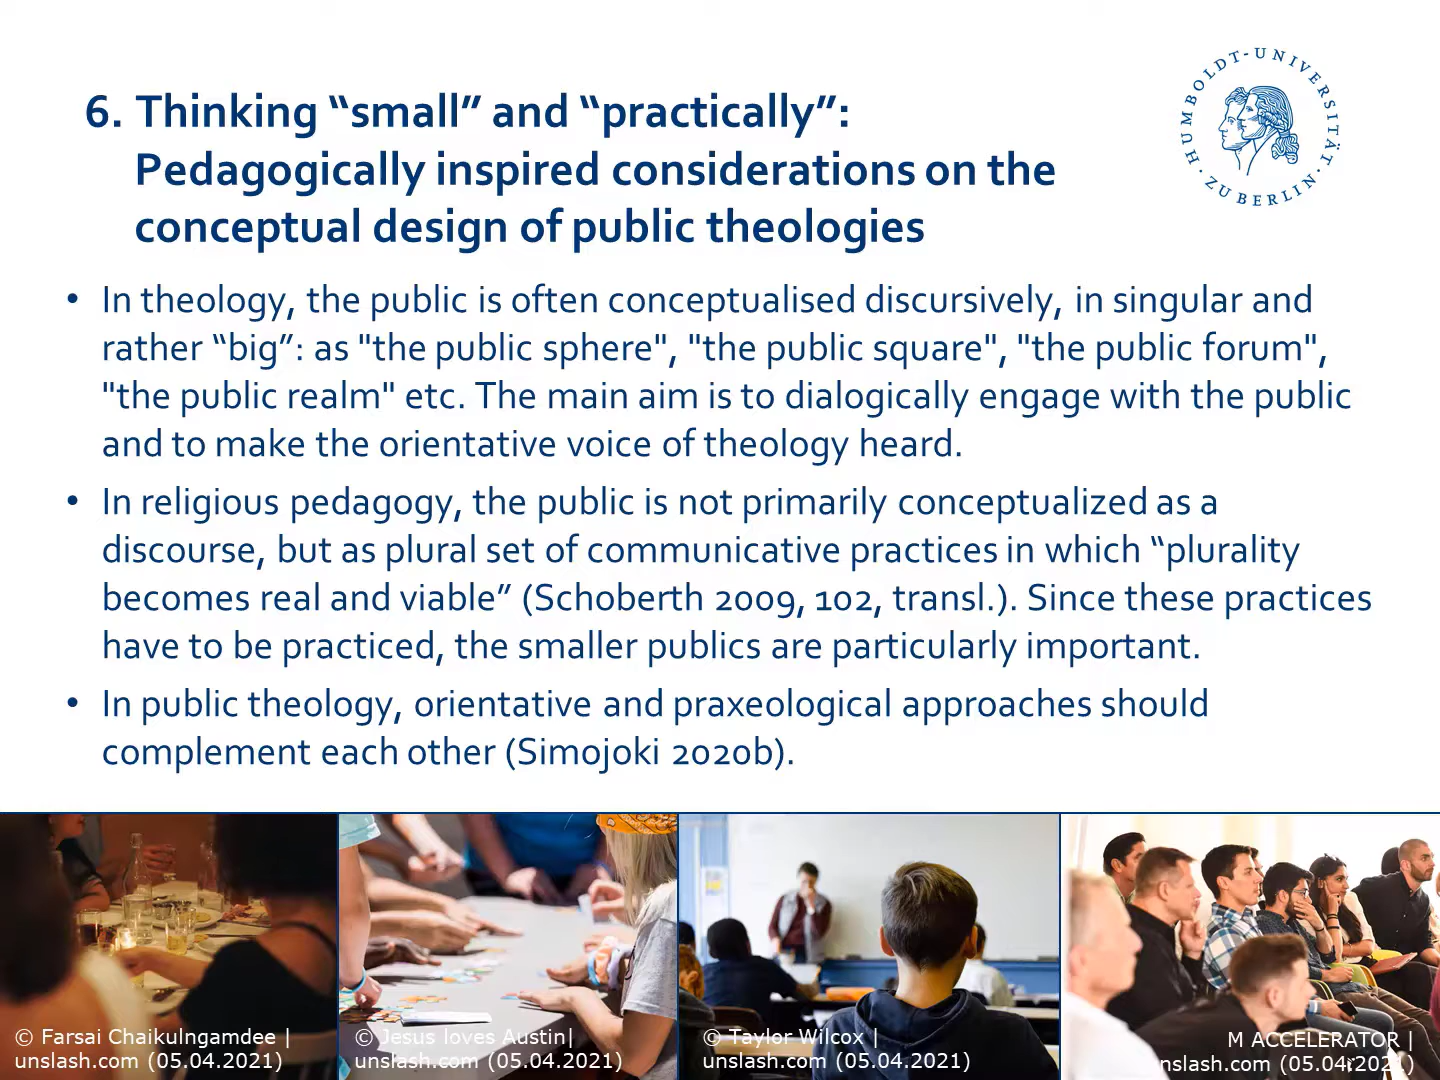 6. Thinking “small” and “practically”:
Pedagogically inspired considerations on the
conceptual design of public theologies
HUMBOLDT-UNIVERSITÄT
·ZU BERLIN·
• In theology, the public is often conceptualised discursively, in singular and
rather “big”: as "the public sphere", "the public square", "the public forum",
"the public realm" etc. The main aim is to dialogically engage with the public
and to make the orientative voice of theology heard.
• In religious pedagogy, the public is not primarily conceptualized as a
discourse, but as plural set of communicative practices in which “plurality
becomes real and viable” (Schoberth 2009, 102, transl.). Since these practices
have to be practiced, the smaller publics are particularly important.
• In public theology, orientative and praxeological approaches should
complement each other (Simojoki 2020b).
© Farsai Chaikulngamdee |
unslash.com (05.04.2021)
© Jesus loves Austin|
unslash.com (05.04.2021)
© Taylor Wilcox |
unslash.com (05.04.2021)
M ACCELERATOR |
nslash.com (05.04.2021)